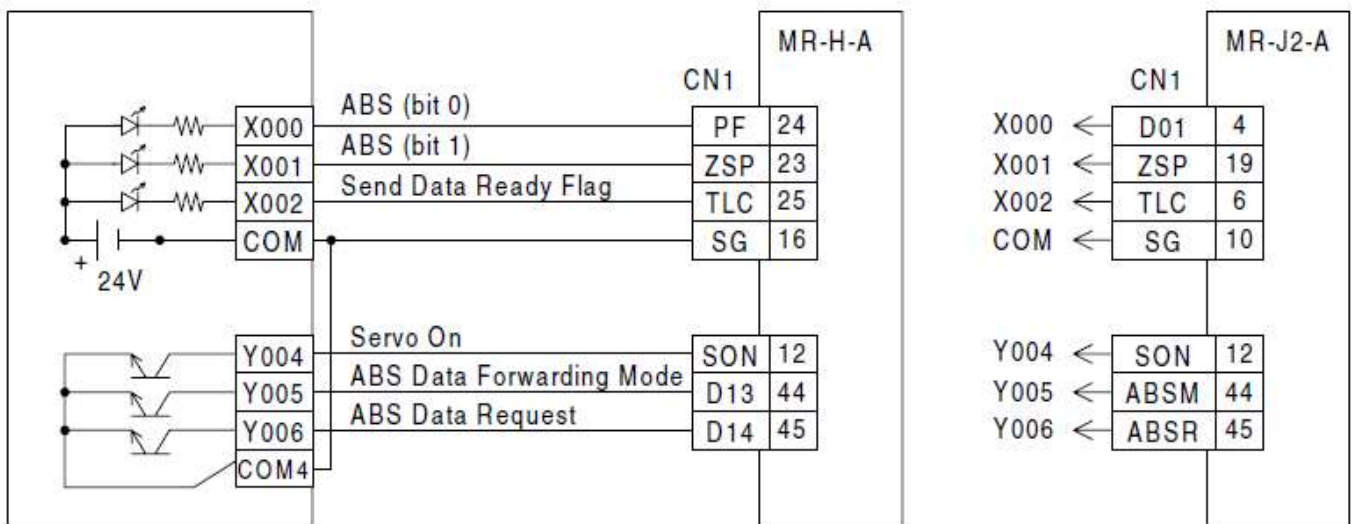 MR-H-A MR-J2-A
CN1 CN1
ABS (bit 0)
X000 PF 24 X000 D01 4
ABS (bit 1)
X001 ZSP 23 X001 ZSP 19
Send Data Ready Flag
X002 TLC 25 X002 TLC 6
COM SG 16 COM SG 10
+
24V
Servo On
Y004 SON 12 Y004 SON 12
ABS Data Forwarding Mode
Y005 D13 44 Y005 ABSM 44
ABS Data Request
Y006 D14 45 Y006 ABSR 45
COM4